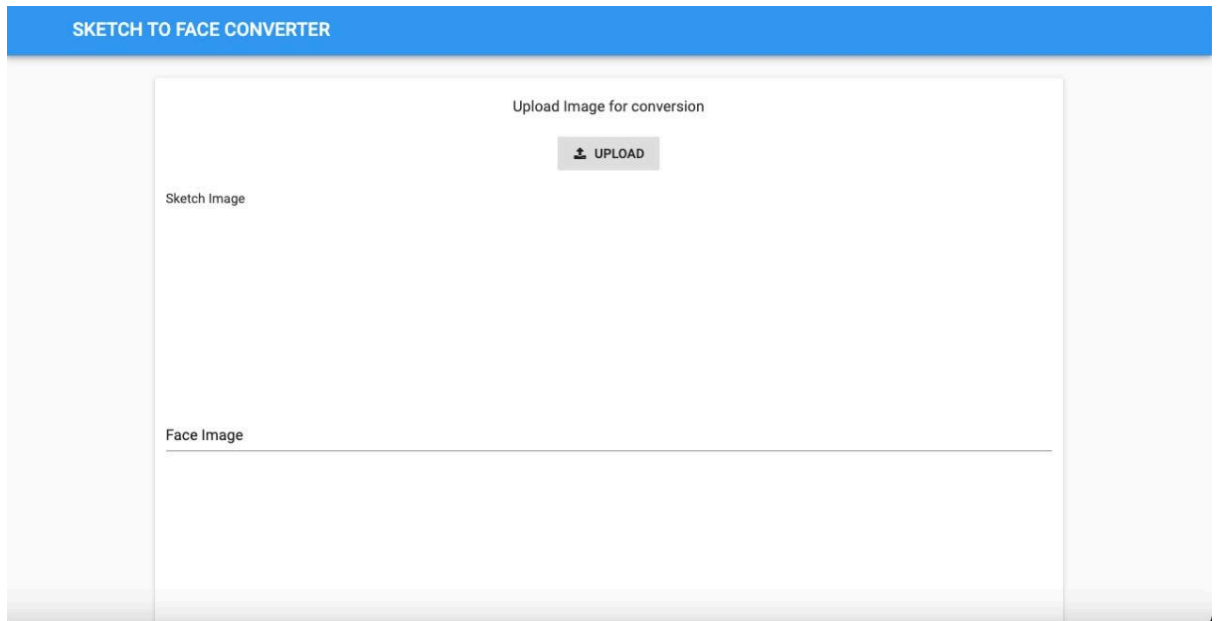 SKETCH TO FACE CONVERTER
Upload Image for conversion
UPLOAD
Sketch Image
Face Image